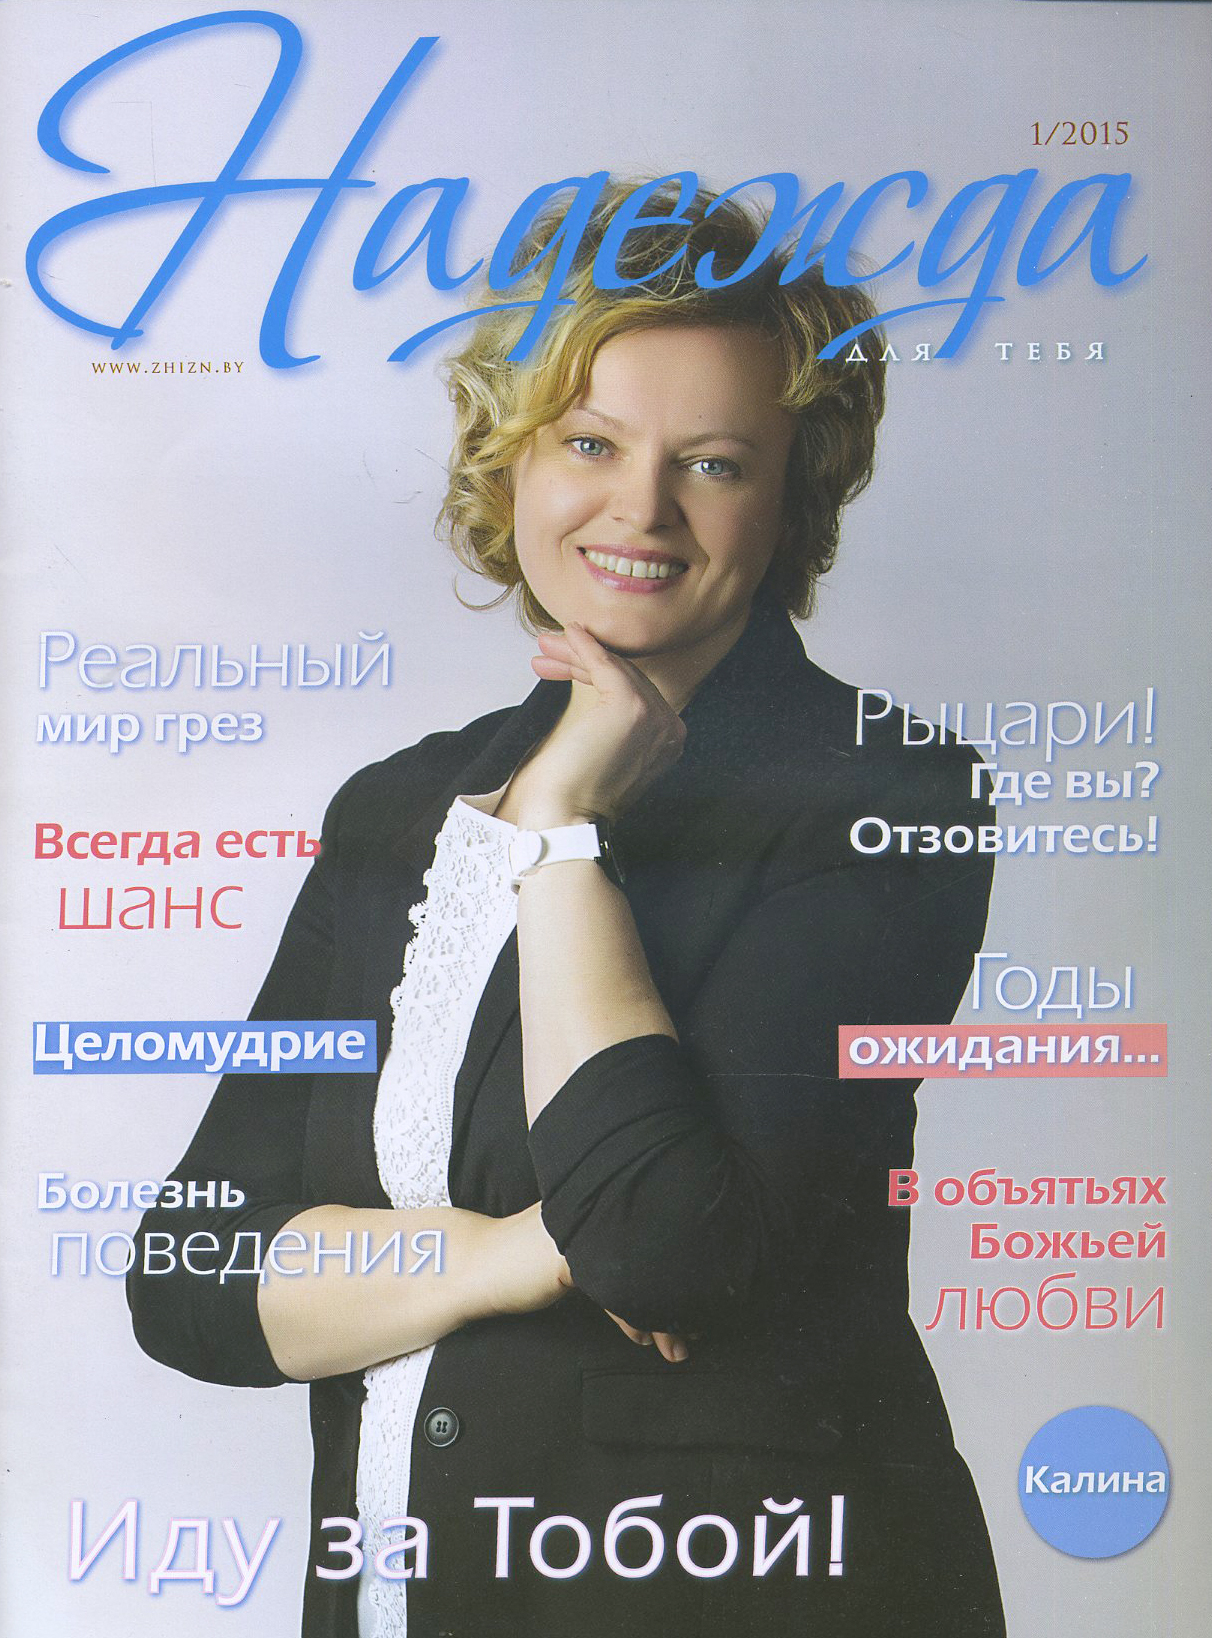 1/2015
Надежда
для тебя
WWW.ZHIZN.BY
Реальный
мир грез
Всегда есть
шанс
Целомудрие
Болезнь
поведения
Рыцари!
Где вы?
Отзовитесь!
Годы
ожидания...
В объятьях
Божьей
любви
Калина
Иду за Тобой!